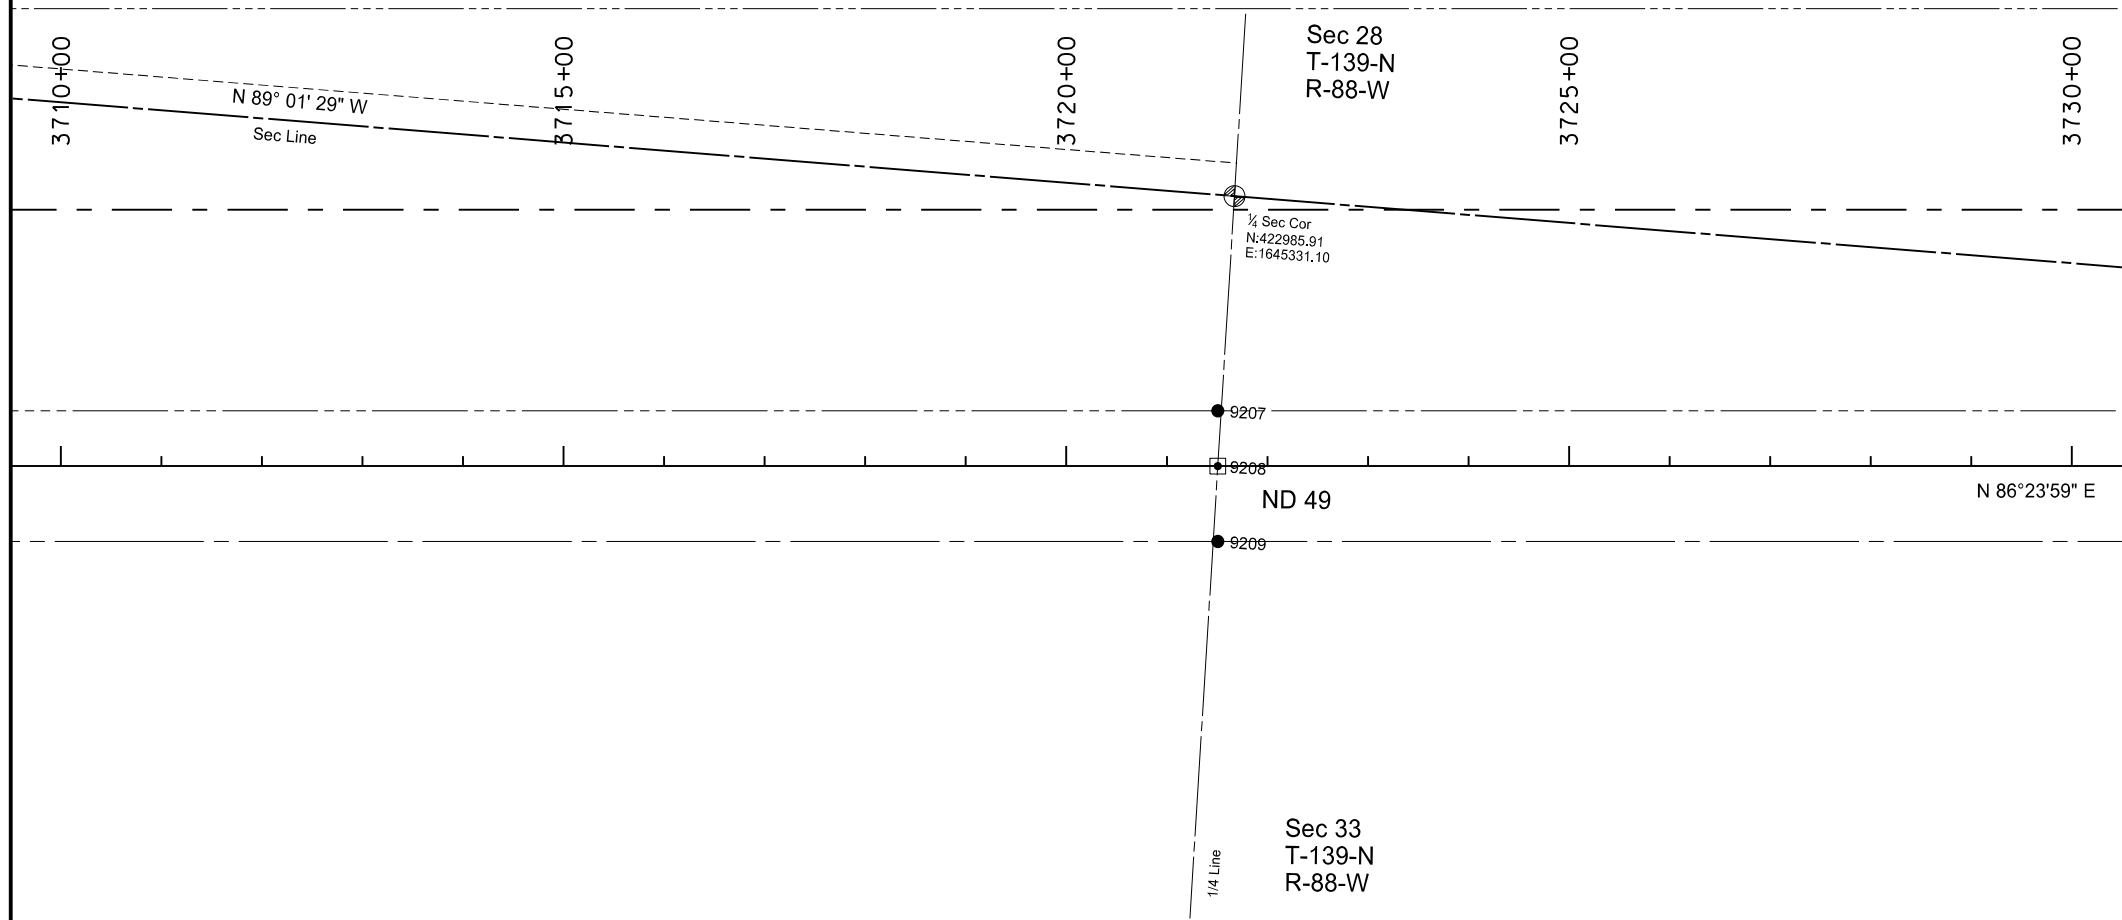 3710+00
3715+00
3720+00
3725+00
3730+00
Sec 28
T-139-N
R-88-W
N 89° 01' 29" W
Sec Line
¼ Sec Cor
N:422985.91
E:1645331.10
9207
9208
ND 49
N 86°23'59" E
9209
Sec 33
T-139-N
R-88-W
1/4 Line